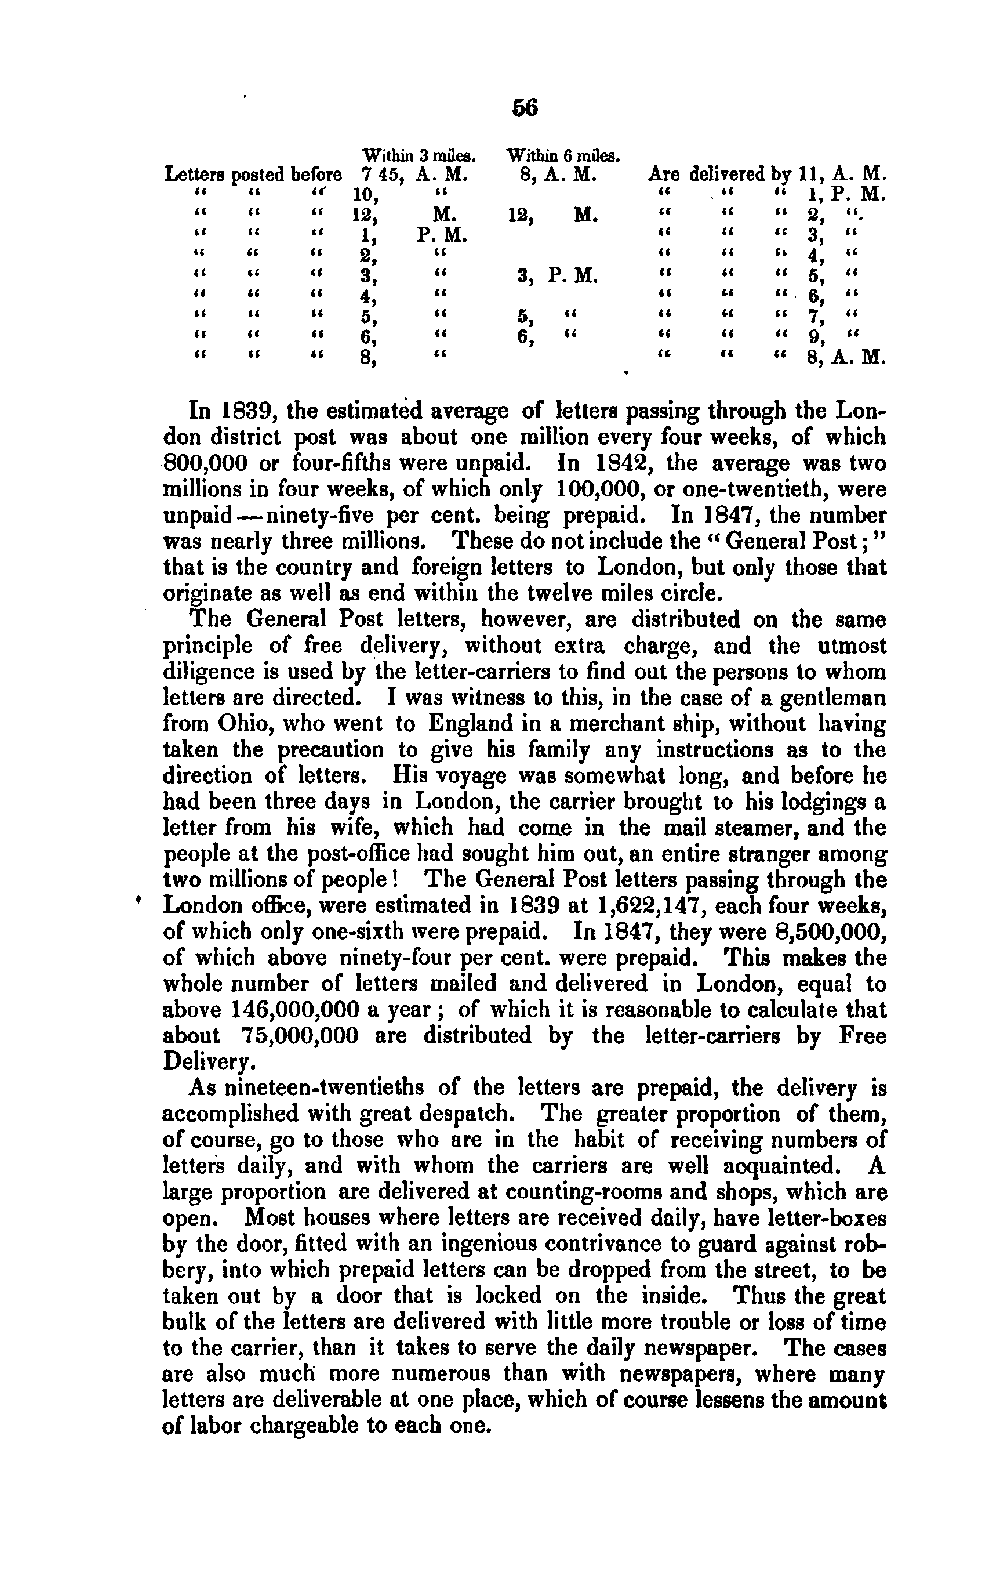 56
Within 3 miles. Within 6 miles.
Letters posted before 7 45, A. M. 8, A. M. Are delivered by 11, A. M.
“ “ “ 10, “ “ “ “ 1, P. M.
“ “ “ 12, M. 12, M. “ “ “ 2, “.
“ “ “ 1, P. M. “ “ “ 3, “
“ “ “ 2, “ “ “ “ 4, “
“ “ “ 3, “ 3, P. M. “ “ “ 5, “
“ “ “ 4, “ “ “ “ 6, “
“ “ “ 5, “ 5, “ “ “ “ 7, “
“ “ “ 6, “ 6, “ “ “ “ 9, “
“ “ “ 8, “ “ “ “ 8, A. M.
In 1839, the estimated average of letters passing through the Lon-
don district post was about one million every four weeks, of which
800,000 or four-fifths were unpaid. In 1842, the average was two
millions in four weeks, of which only 100,000, or one-twentieth, were
unpaid—ninety-five per cent. being prepaid. In 1847, the number
was nearly three millions. These do not include the “General Post;”
that is the country and foreign letters to London, but only those that
originate as well as end within the twelve miles circle.
The General Post letters, however, are distributed on the same
principle of free delivery, without extra charge, and the utmost
diligence is used by the letter-carriers to find out the persons to whom
letters are directed. I was witness to this, in the case of a gentleman
from Ohio, who went to England in a merchant ship, without having
taken the precaution to give his family any instructions as to the
direction of letters. His voyage was somewhat long, and before he
had been three days in London, the carrier brought to his lodgings a
letter from his wife, which had come in the mail steamer, and the
people at the post-office had sought him out, an entire stranger among
two millions of people! The General Post letters passing through the
London office, were estimated in 1839 at 1,622,147, each four weeks,
of which only one-sixth were prepaid. In 1847, they were 8,500,000,
of which above ninety-four per cent. were prepaid. This makes the
whole number of letters mailed and delivered in London, equal to
above 146,000,000 a year; of which it is reasonable to calculate that
about 75,000,000 are distributed by the letter-carriers by Free
Delivery.
As nineteen-twentieths of the letters are prepaid, the delivery is
accomplished with great despatch. The greater proportion of them,
of course, go to those who are in the habit of receiving numbers of
letters daily, and with whom the carriers are well acquainted. A
large proportion are delivered at counting-rooms and shops, which are
open. Most houses where letters are received daily, have letter-boxes
by the door, fitted with an ingenious contrivance to guard against rob-
bery, into which prepaid letters can be dropped from the street, to be
taken out by a door that is locked on the inside. Thus the great
bulk of the letters are delivered with little more trouble or loss of time
to the carrier, than it takes to serve the daily newspaper. The cases
are also much more numerous than with newspapers, where many
letters are deliverable at one place, which of course lessens the amount
of labor chargeable to each one.